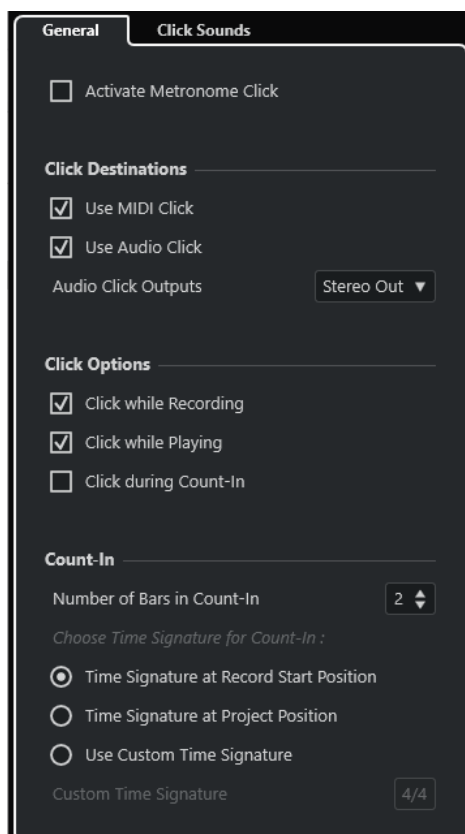 General Click Sounds
Activate Metronome Click
Click Destinations
Use MIDI Click
Use Audio Click
Audio Click Outputs Stereo Out
Click Options
Click while Recording
Click while Playing
Click during Count-In
Count-In
Number of Bars in Count-In 2
Choose Time Signature for Count-In :
Time Signature at Record Start Position
Time Signature at Project Position
Use Custom Time Signature
Custom Time Signature 4/4